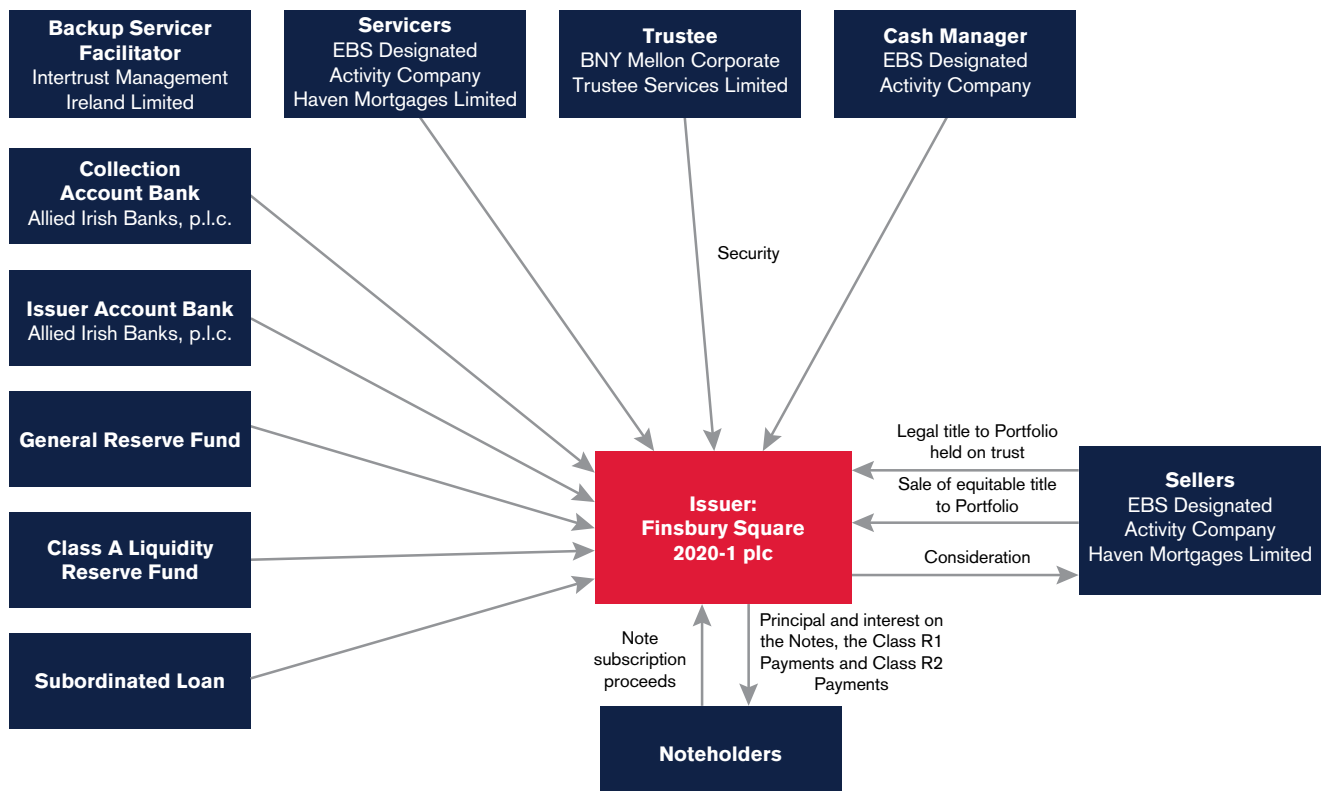 Backup Servicer
Facilitator
Intertrust Management
Ireland Limited
Servicers
EBS Designated
Activity Company
Haven Mortgages Limited
Trustee
BNY Mellon Corporate
Trustee Services Limited
Cash Manager
EBS Designated
Activity Company
Collection
Account Bank
Allied Irish Banks, p.l.c.
Security
Issuer Account Bank
Allied Irish Banks, p.l.c.
General Reserve Fund
Class A Liquidity
Reserve Fund
Subordinated Loan
Issuer:
Finsbury Square
2020-1 plc
Legal title to Portfolio
held on trust
Sale of equitable title
to Portfolio
Consideration
Sellers
EBS Designated
Activity Company
Haven Mortgages Limited
Note
subscription
proceeds
Principal and interest on
the Notes, the Class R1
Payments and Class R2
Payments
Noteholders